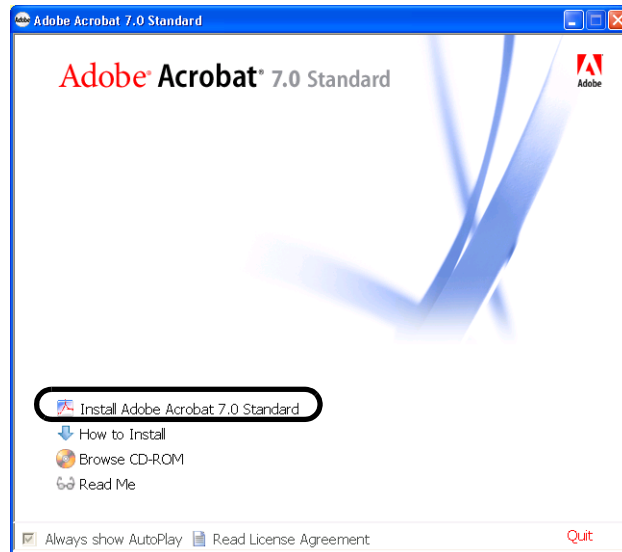 Adobe Adobe Acrobat 7.0 Standard
Adobe® Acrobat® 7.0 Standard
Adobe
Install Adobe Acrobat 7.0 Standard
How to Install
Browse CD-ROM
Read Me
Always show AutoPlay Read License Agreement Quit